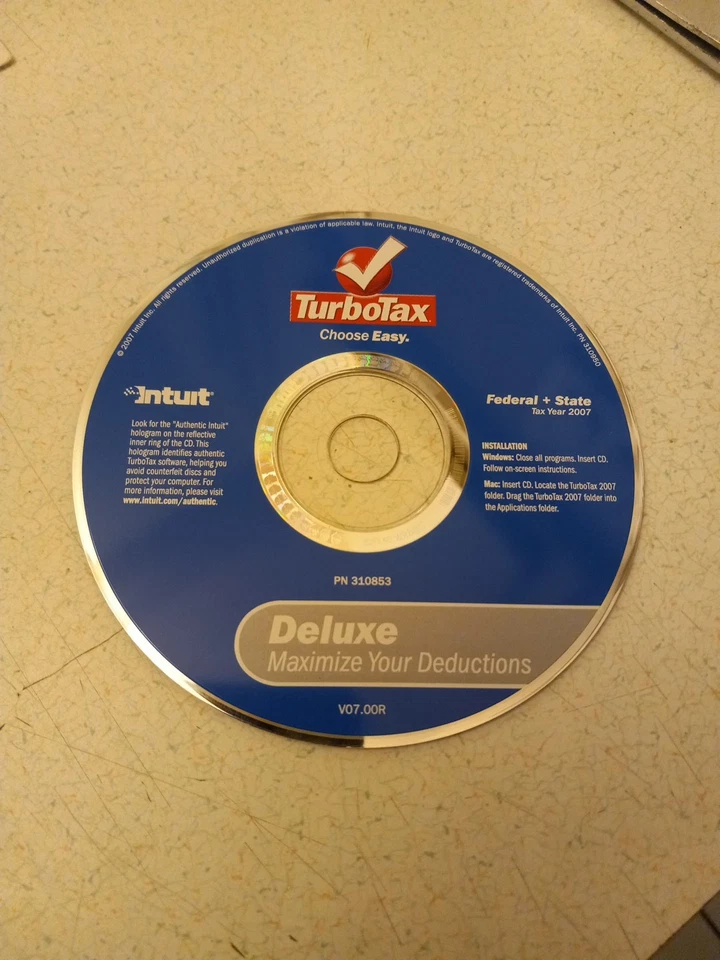 © 2007 Intuit Inc. All rights reserved. Unauthorized duplication is a violation of applicable law. Intuit, the Intuit logo and TurboTax are registered trademarks of Intuit Inc. PN 310950
TurboTax®
Choose Easy.
Intuit®
Look for the "Authentic Intuit"
hologram on the reflective
inner ring of the CD. This
hologram identifies authentic
TurboTax software, helping you
avoid counterfeit discs and
protect your computer. For
more information, please visit
www.intuit.com/authentic.
Federal + State
Tax Year 2007
INSTALLATION
Windows: Close all programs. Insert CD.
Follow on-screen instructions.
Mac: Insert CD. Locate the TurboTax 2007
folder. Drag the TurboTax 2007 folder into
the Applications folder.
PN 310853
Deluxe
Maximize Your Deductions
V07.00R